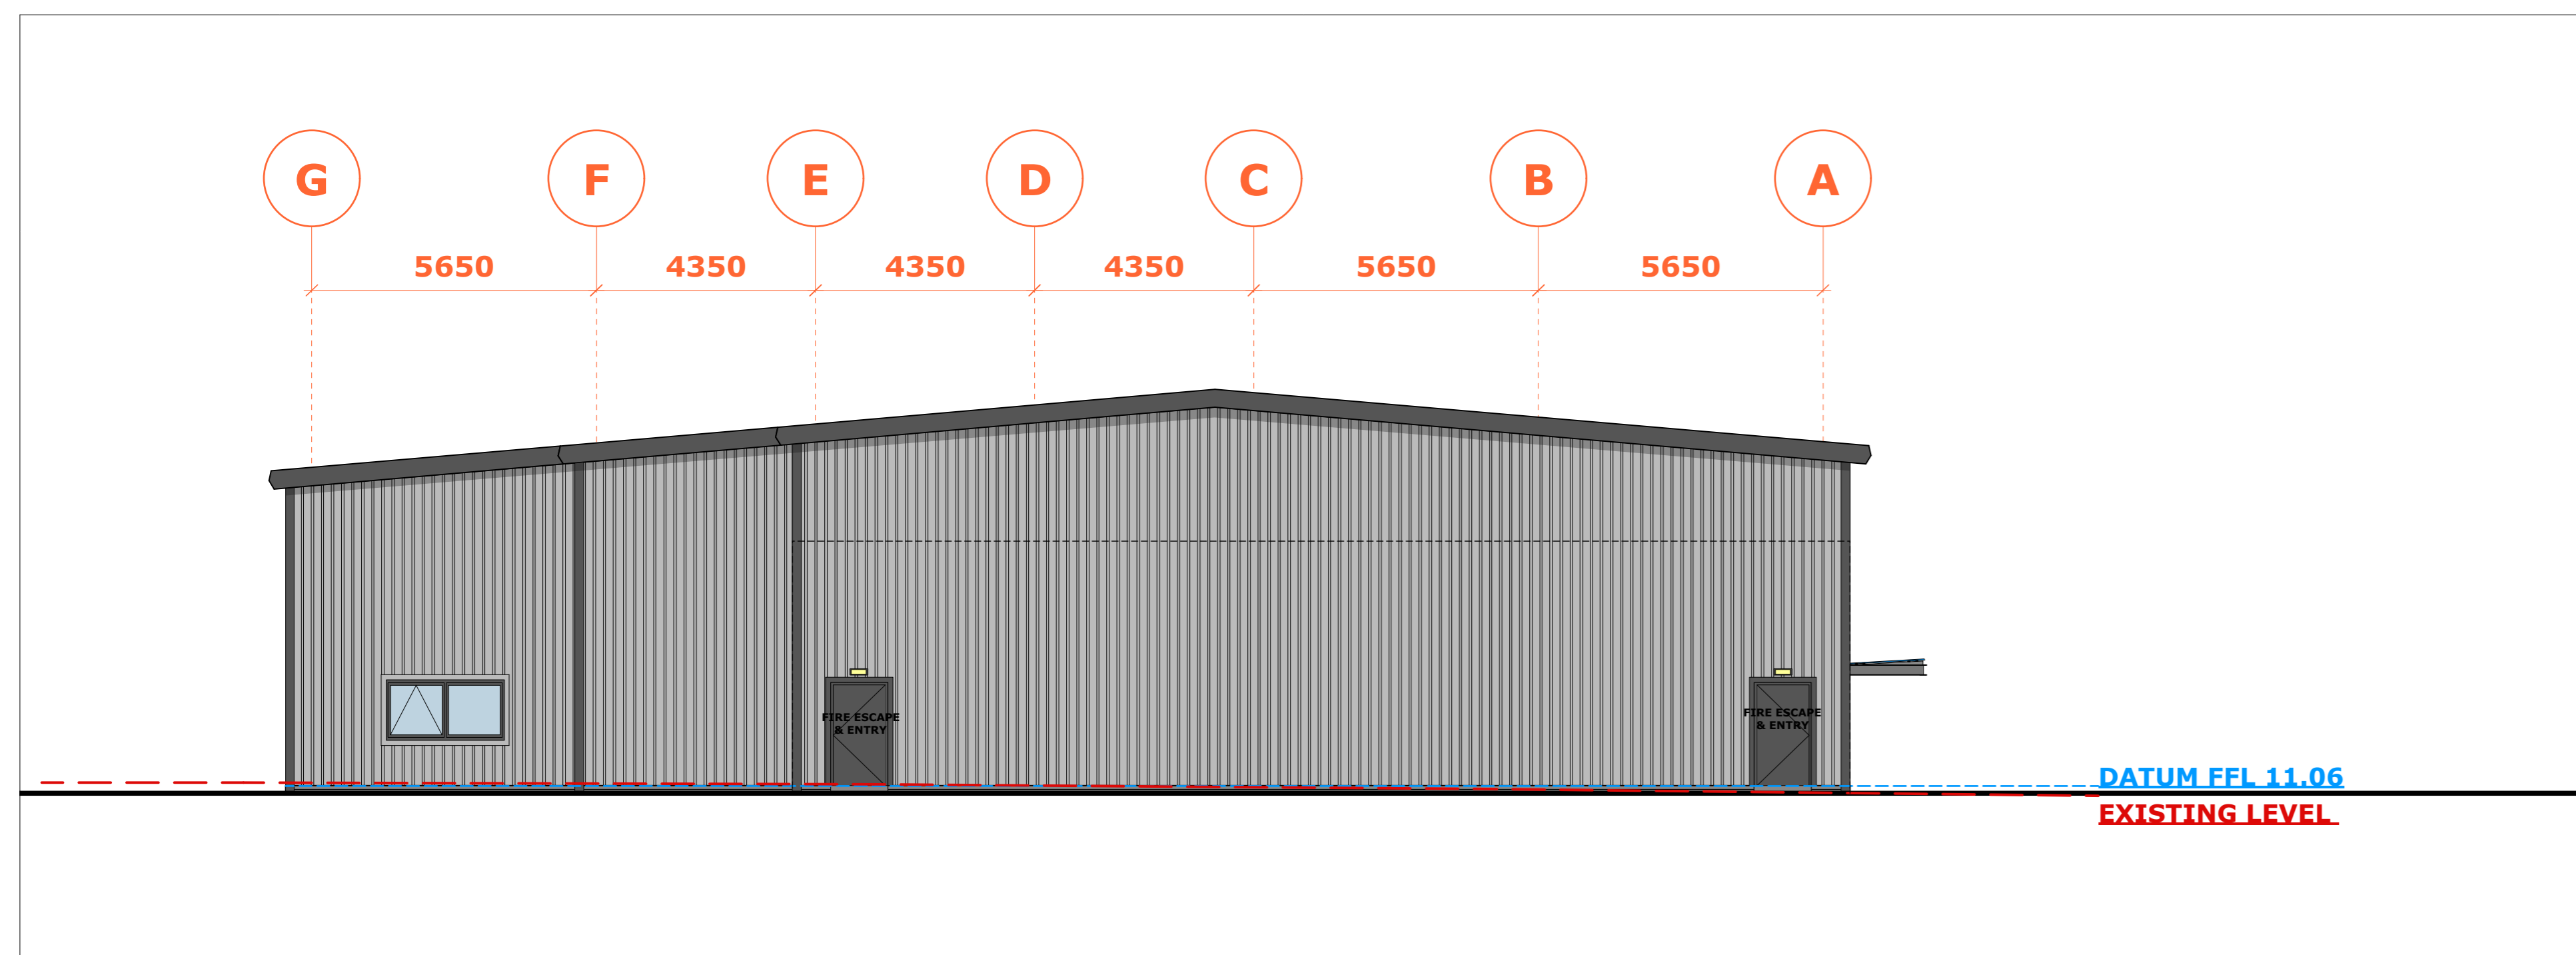 G F E D C B A
5650 4350 4350 4350 5650 5650
FIRE ESCAPE
& ENTRY
FIRE ESCAPE
& ENTRY
DATUM FFL 11.06
EXISTING LEVEL